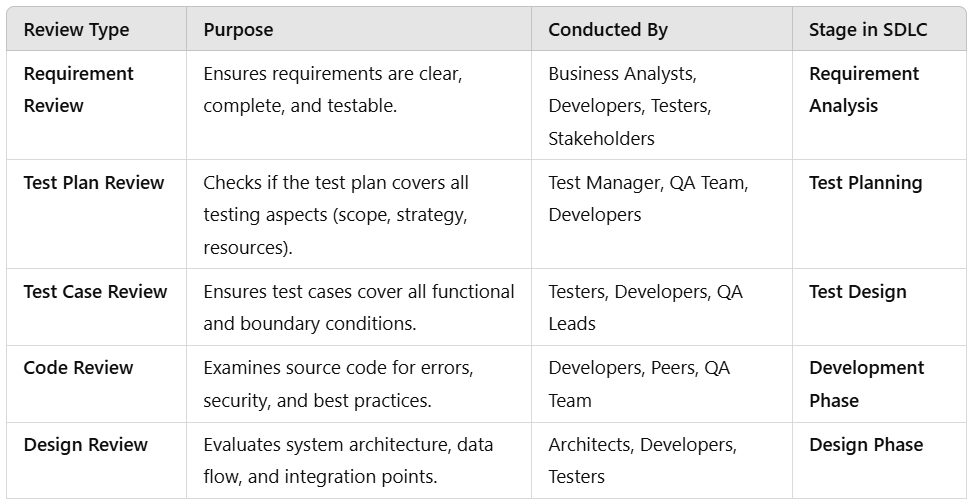 Review Type Purpose Conducted By Stage in SDLC
Requirement Review Ensures requirements are clear, complete, and testable. Business Analysts, Developers, Testers, Stakeholders Requirement Analysis
Test Plan Review Checks if the test plan covers all testing aspects (scope, strategy, resources). Test Manager, QA Team, Developers Test Planning
Test Case Review Ensures test cases cover all functional and boundary conditions. Testers, Developers, QA Leads Test Design
Code Review Examines source code for errors, security, and best practices. Developers, Peers, QA Team Development Phase
Design Review Evaluates system architecture, data flow, and integration points. Architects, Developers, Testers Design Phase